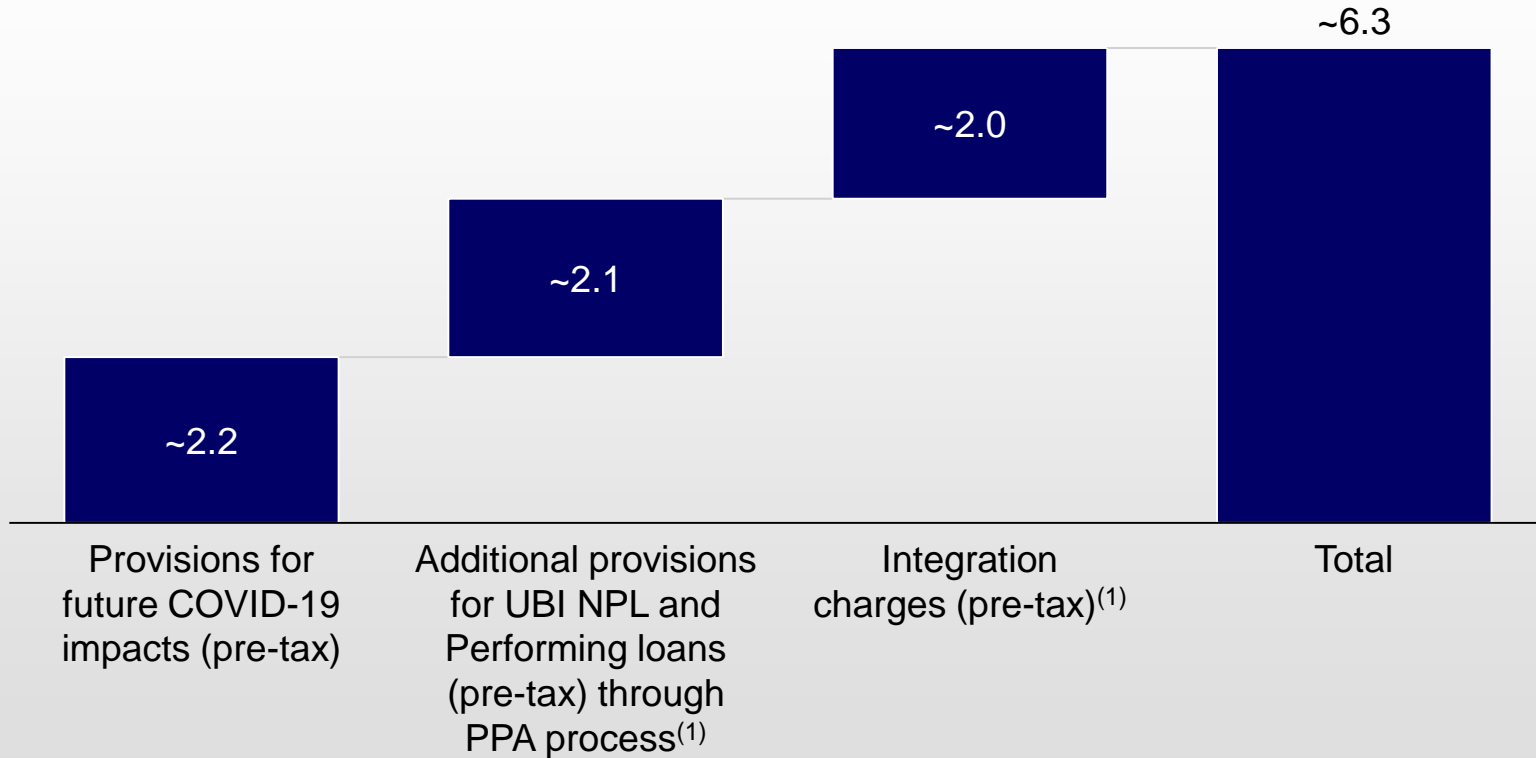 ~6.3
~2.0
~2.1
~2.2
Provisions for
future COVID-19
impacts (pre-tax)
Additional provisions
for UBI NPL and
Performing loans
(pre-tax) through
PPA process(1)
Integration
charges (pre-tax)(1)
Total